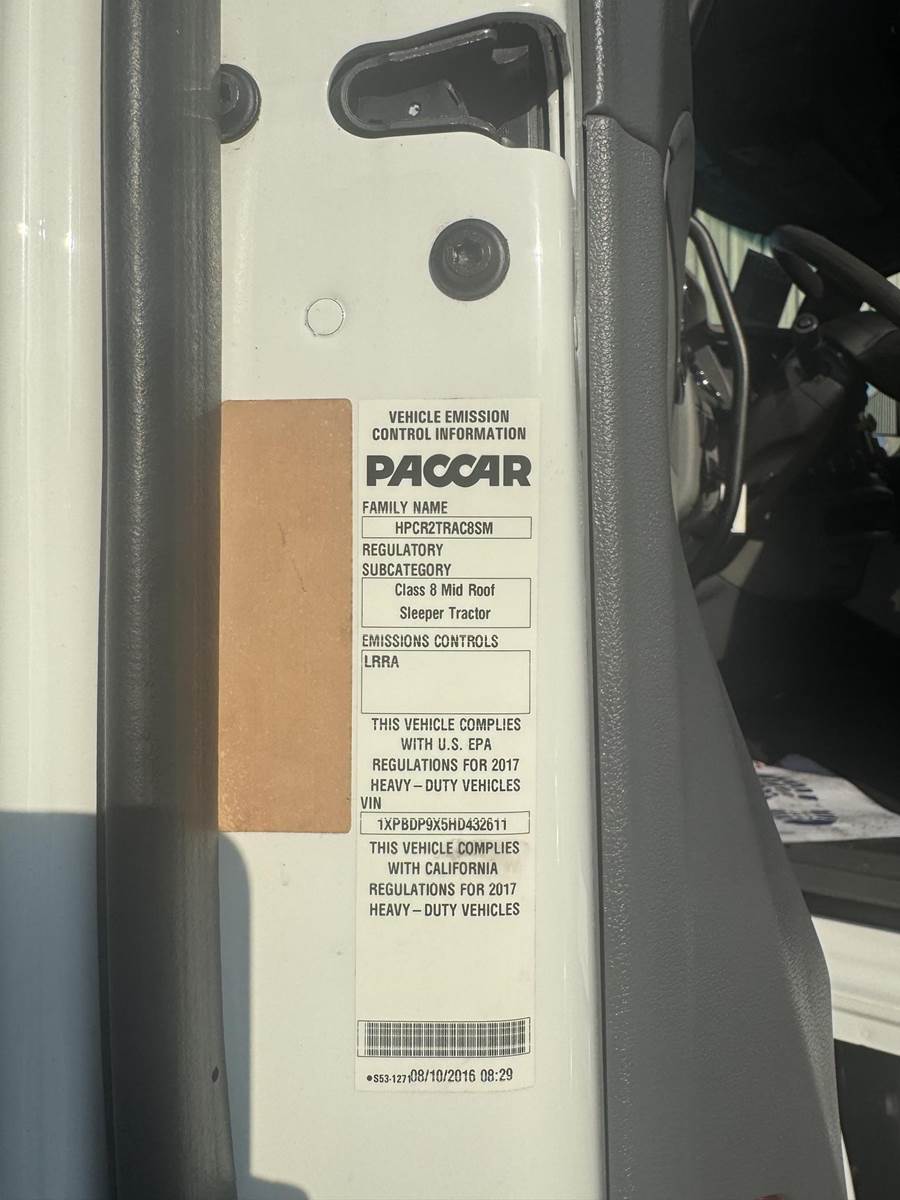 VEHICLE EMISSION
CONTROL INFORMATION
PACCAR
FAMILY NAME
HPCR2TRAC8SM
REGULATORY
SUBCATEGORY
Class 8 Mid Roof
Sleeper Tractor
EMISSIONS CONTROLS
LRRA
THIS VEHICLE COMPLIES
WITH U.S. EPA
REGULATIONS FOR 2017
HEAVY–DUTY VEHICLES
VIN
1XPBDP9X5HD432611
THIS VEHICLE COMPLIES
WITH CALIFORNIA
REGULATIONS FOR 2017
HEAVY–DUTY VEHICLES
●S53-1271 08/10/2016 08:29